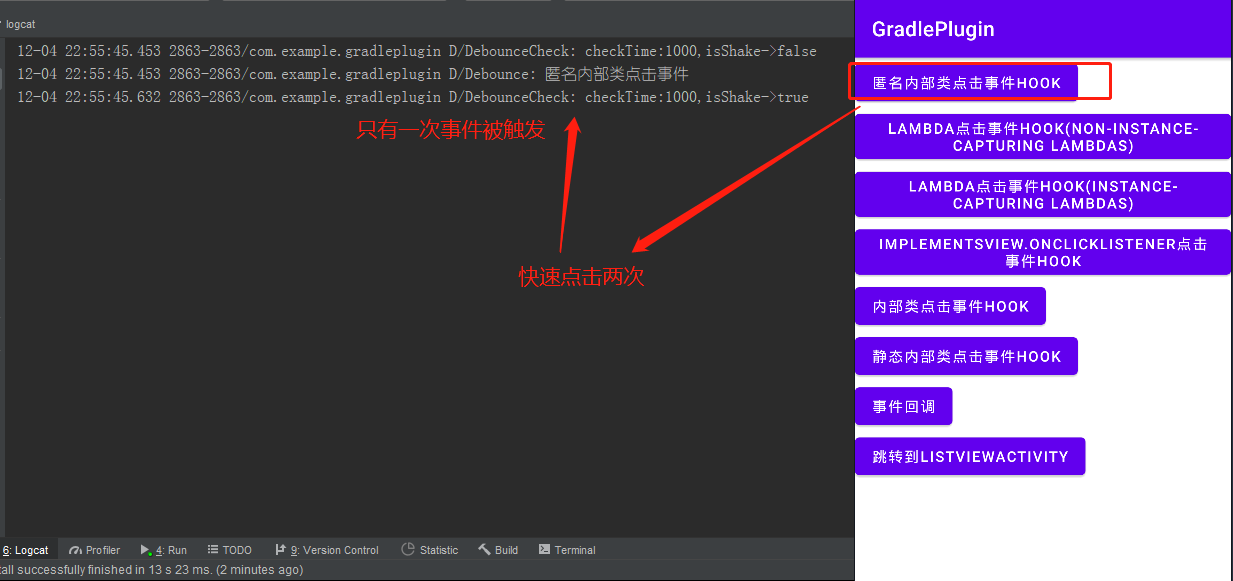 logcat
12-04 22:55:45.453 2863-2863/com.example.gradleplugin D/DebounceCheck: checkTime:1000,isShake->false
12-04 22:55:45.453 2863-2863/com.example.gradleplugin D/Debounce: 匿名内部类点击事件
12-04 22:55:45.632 2863-2863/com.example.gradleplugin D/DebounceCheck: checkTime:1000,isShake->true
只有一次事件被触发
快速点击两次
GradlePlugin
匿名内部类点击事件HOOK
LAMBDA点击事件HOOK(NON-INSTANCE-
CAPTURING LAMBDAS)
LAMBDA点击事件HOOK(INSTANCE-
CAPTURING LAMBDAS)
IMPLEMENTSVIEW.ONCLICKLISTENER点击
事件HOOK
内部类点击事件HOOK
静态内部类点击事件HOOK
事件回调
跳转到LISTVIEWACTIVITY
6: Logcat Profiler 4: Run TODO 9: Version Control Statistic Build Terminal
tall successfully finished in 13 s 23 ms. (2 minutes ago)